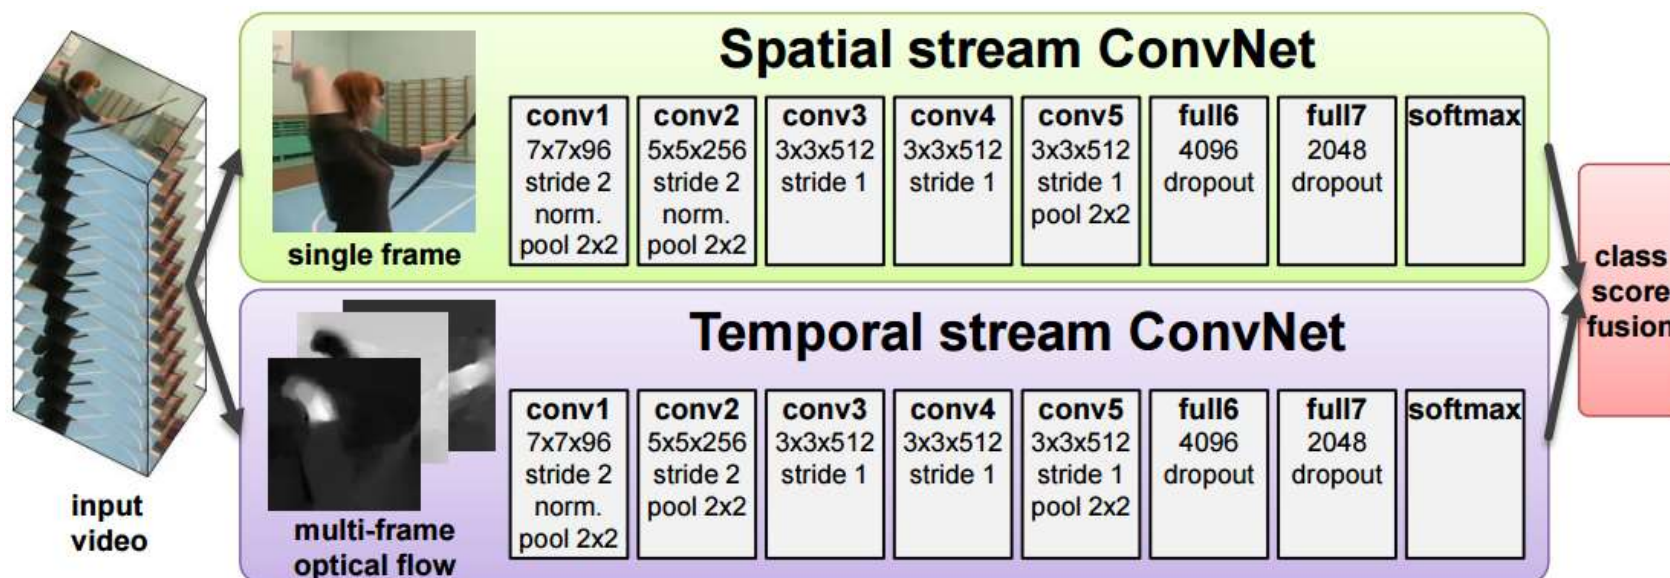 Spatial stream ConvNet
conv1
7x7x96
stride 2
norm.
pool 2x2
conv2
5x5x256
stride 2
norm.
pool 2x2
conv3
3x3x512
stride 1
conv4
3x3x512
stride 1
conv5
3x3x512
stride 1
pool 2x2
full6
4096
dropout
full7
2048
dropout
softmax
single frame
Temporal stream ConvNet
conv1
7x7x96
stride 2
norm.
pool 2x2
conv2
5x5x256
stride 2
pool 2x2
conv3
3x3x512
stride 1
conv4
3x3x512
stride 1
conv5
3x3x512
stride 1
pool 2x2
full6
4096
dropout
full7
2048
dropout
softmax
multi-frame
optical flow
input
video
class
score
fusion